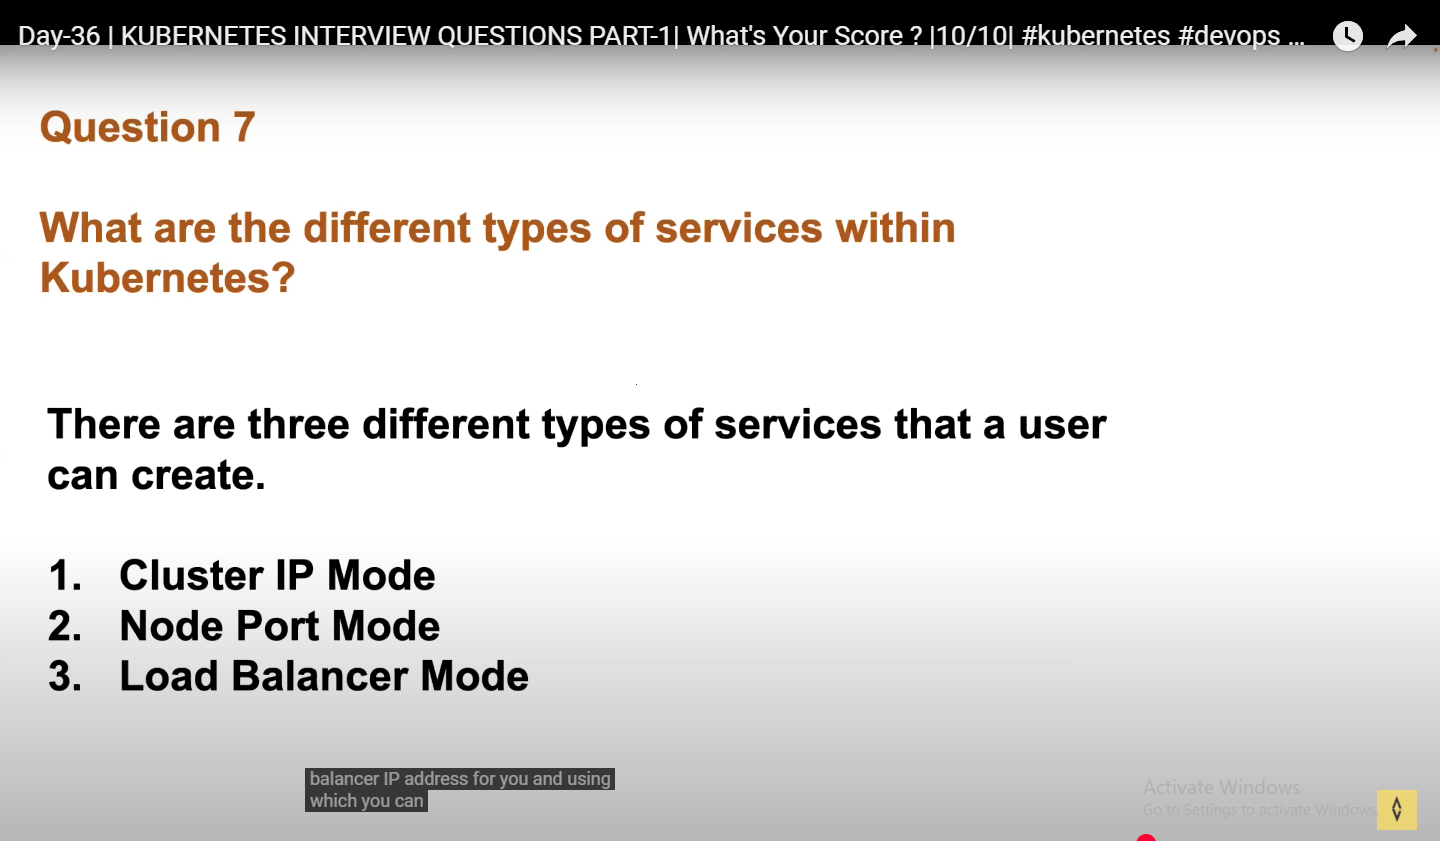 Day-36 | KUBERNETES INTERVIEW QUESTIONS PART-1| What's Your Score ? |10/10| #kubernetes #devops ...
Question 7
What are the different types of services within
Kubernetes?
There are three different types of services that a user
can create.
1. Cluster IP Mode
2. Node Port Mode
3. Load Balancer Mode
balancer IP address for you and using
which you can
Activate Windows
Go to Settings to activate Windows.